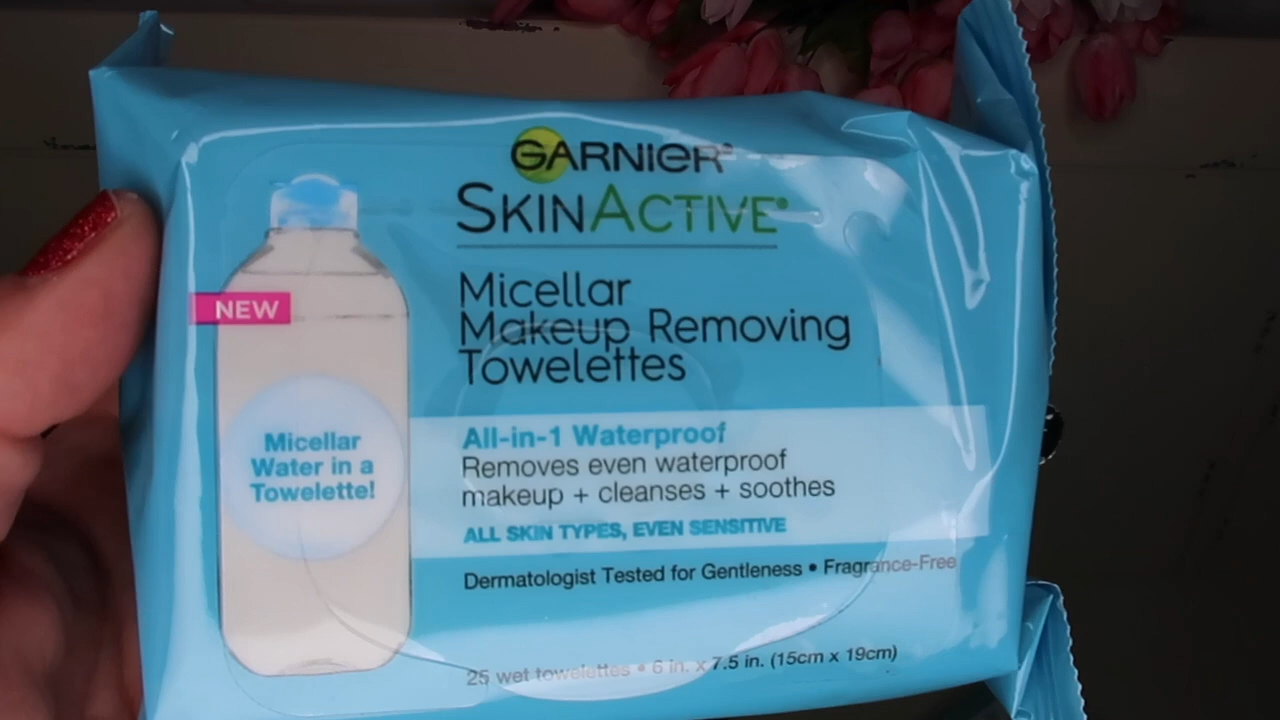 GARNIER
SKINACTIVE
Micellar
Makeup Removing
Towelettes
NEW
Micellar
Water in a
Towelette!
All-in-1 Waterproof
Removes even waterproof
makeup + cleanses + soothes
ALL SKIN TYPES, EVEN SENSITIVE
Dermatologist Tested for Gentleness • Fragrance-Free
25 wet towelettes • 6 in. x 7.5 in. (15cm x 19cm)